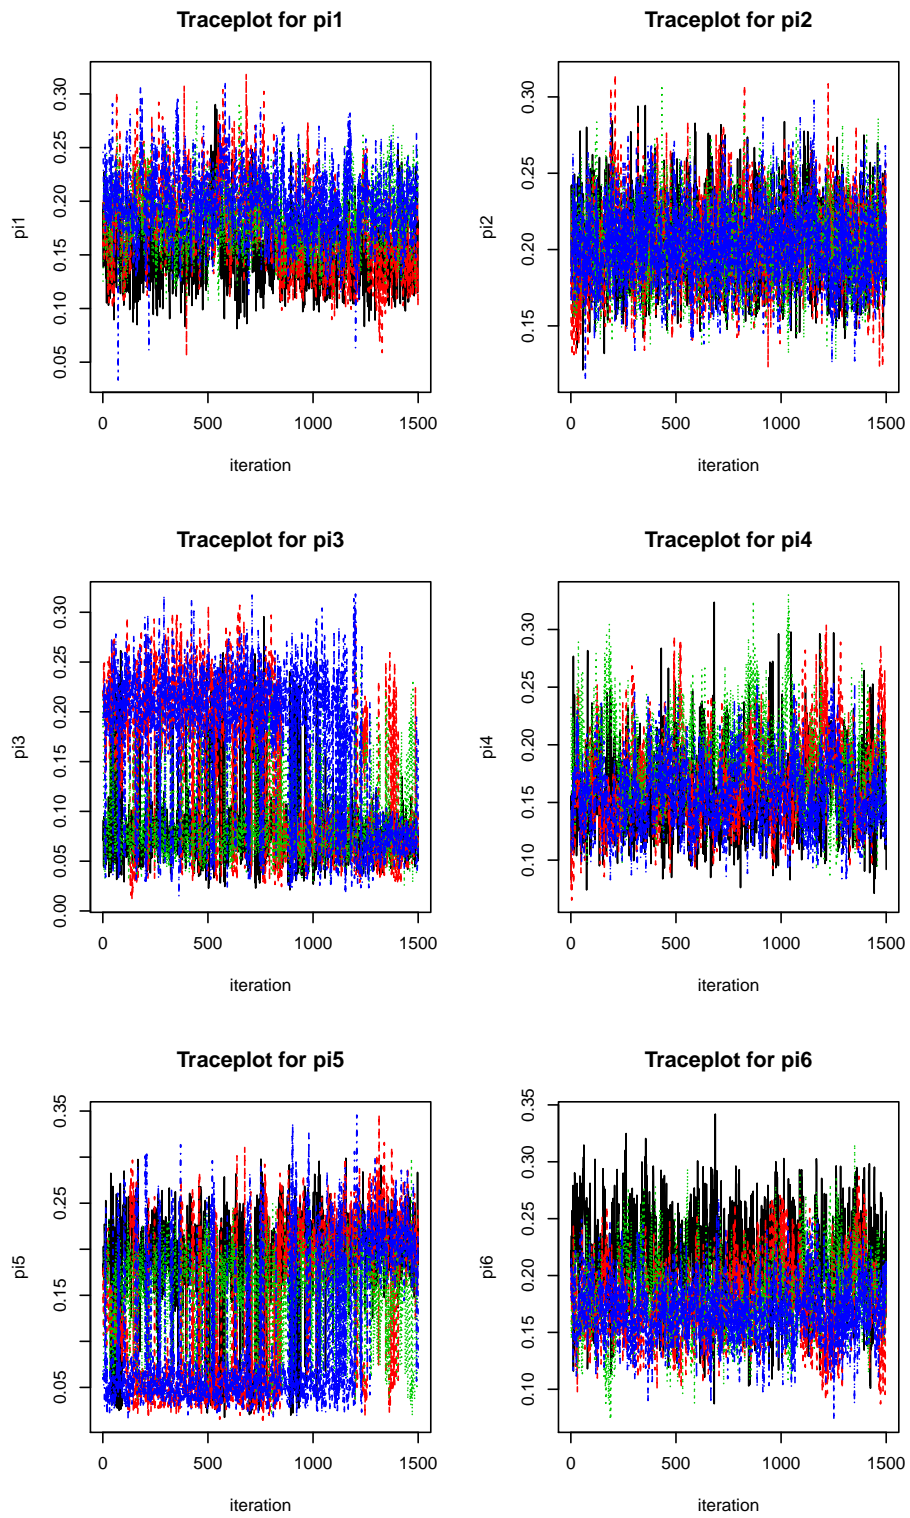 Traceplot for pi1
pi1
0.05 0.10 0.15 0.20 0.25 0.30
0 500 1000 1500
iteration
Traceplot for pi2
pi2
0.15 0.20 0.25 0.30
0 500 1000 1500
iteration
Traceplot for pi3
pi3
0.00 0.05 0.10 0.15 0.20 0.25 0.30
0 500 1000 1500
iteration
Traceplot for pi4
pi4
0.10 0.15 0.20 0.25 0.30
0 500 1000 1500
iteration
Traceplot for pi5
pi5
0.05 0.15 0.25 0.35
0 500 1000 1500
iteration
Traceplot for pi6
pi6
0.10 0.15 0.20 0.25 0.30 0.35
0 500 1000 1500
iteration